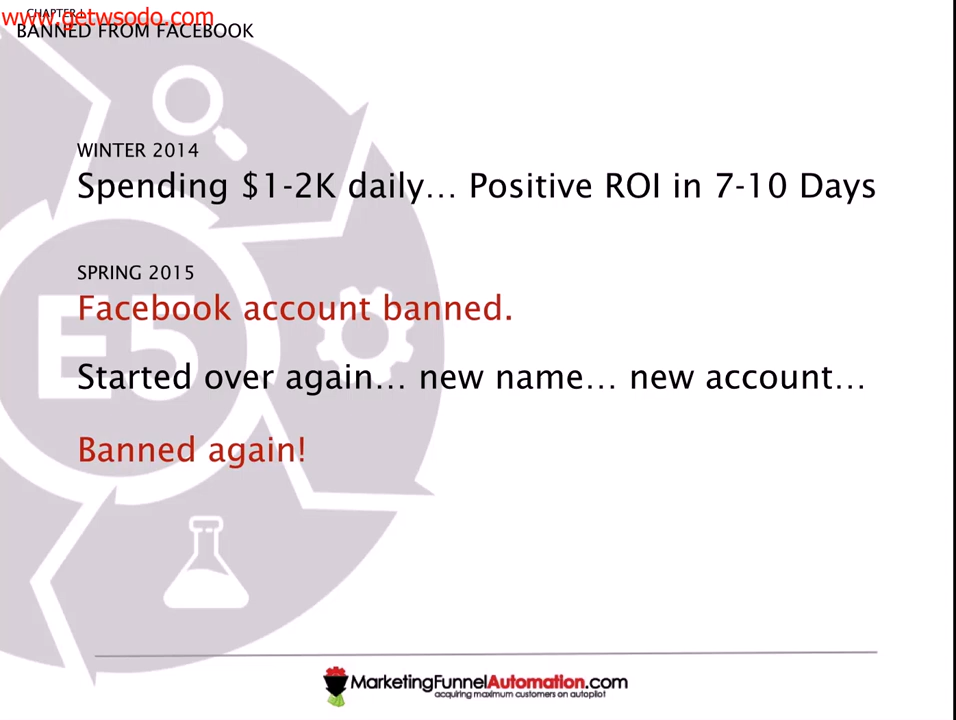 www.getwsodo.com
CHAPTER 1
BANNED FROM FACEBOOK
WINTER 2014
Spending $1-2K daily... Positive ROI in 7-10 Days
SPRING 2015
Facebook account banned.
E5
Started over again... new name... new account...
Banned again!
MarketingFunnelAutomation.com
acquiring maximum customers on autopilot